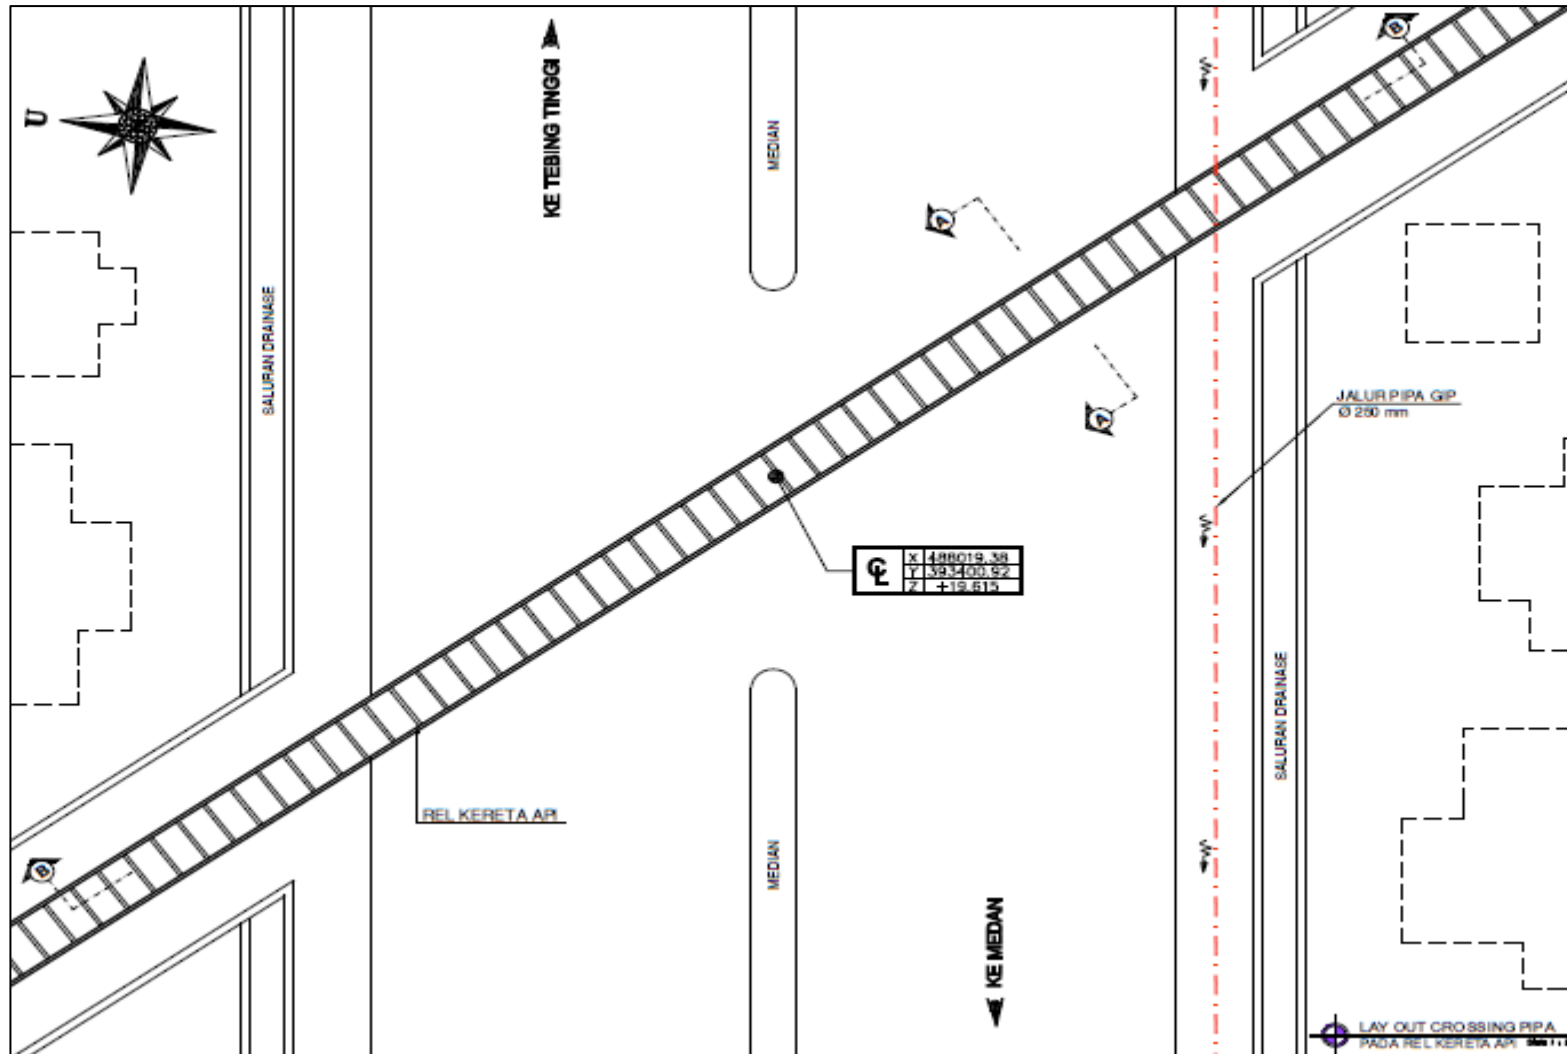 U
KE TEBING TINGGI
MEDIAN
B
A
SALURAN DRAINASE
A
JALUR PIPA GIP
Ø 250 mm
X 488019.38
Y 393400.92
Z +19.615
SALURAN DRAINASE
REL KERETA API
B
MEDIAN
KE MEDAN
LAY OUT CROSSING PIPA
PADA REL KERETA API